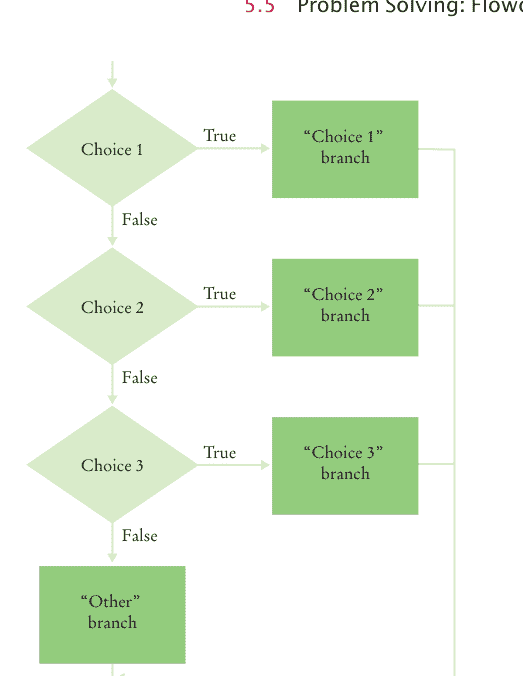 5.5 Problem Solving: Flowc
Choice 1
True
“Choice 1”
branch
False
Choice 2
True
“Choice 2”
branch
False
Choice 3
True
“Choice 3”
branch
False
“Other”
branch